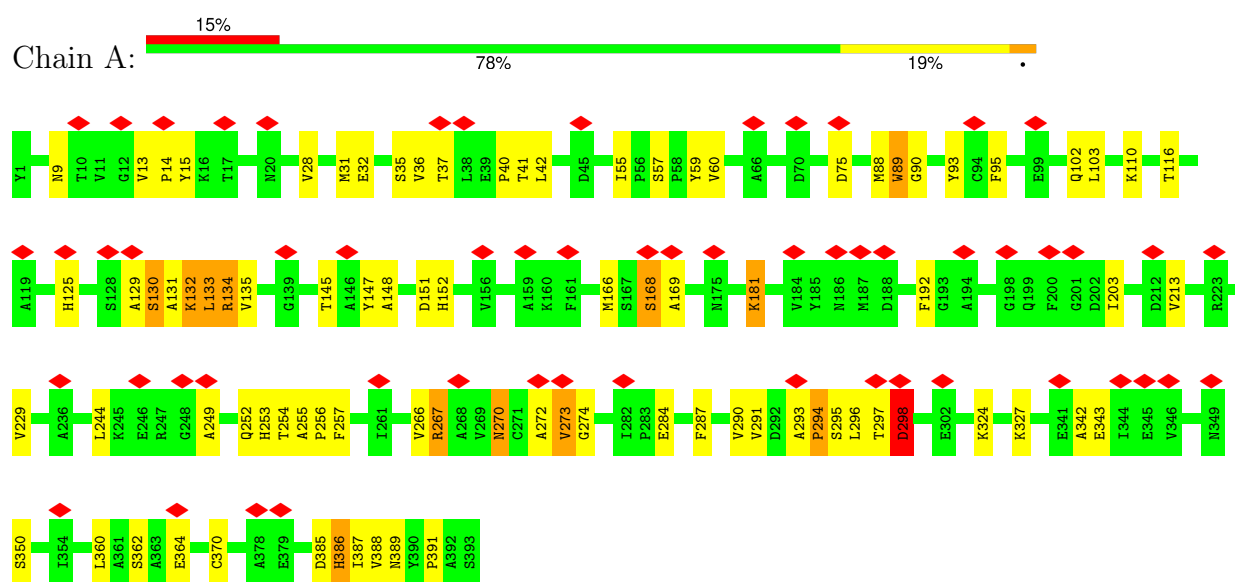 15%
Chain A:
78% 19% •
Y1 N9 T10 V11 G12 V13 P14 Y15 K16 T17 N20 V28 M31 E32 S35 V36 T37 L38 E39 P40 T41 L42 D45 I55 P56 S57 P58 Y59 V60 A66 D70 D75 M88 W89 G90 Y93 C94 F95 E99 Q102 L103 K110 T116
A119 H125 S128 A129 S130 A131 K132 L133 R134 V135 G139 T145 A146 Y147 A148 D151 H152 V156 A159 K160 F161 M166 S167 S168 A169 N175 K181 V184 Y185 N186 M187 D188 F192 G193 A194 G198 Q199 F200 G201 D202 I203 D212 V213 R223
V229 A236 L244 K245 E246 R247 G248 A249 Q252 H253 T254 A255 P256 F257 I261 V266 R267 A268 V269 N270 C271 A272 V273 G274 I282 P283 E284 F287 V290 V291 D292 A293 P294 S295 L296 T297 D298 E302 K324 K327 E341 A342 E343 I344 E345 V346 N349
S350 I354 L360 A361 S362 A363 E364 C370 A378 E379 D385 H386 I387 V388 N389 Y390 P391 A392 S393